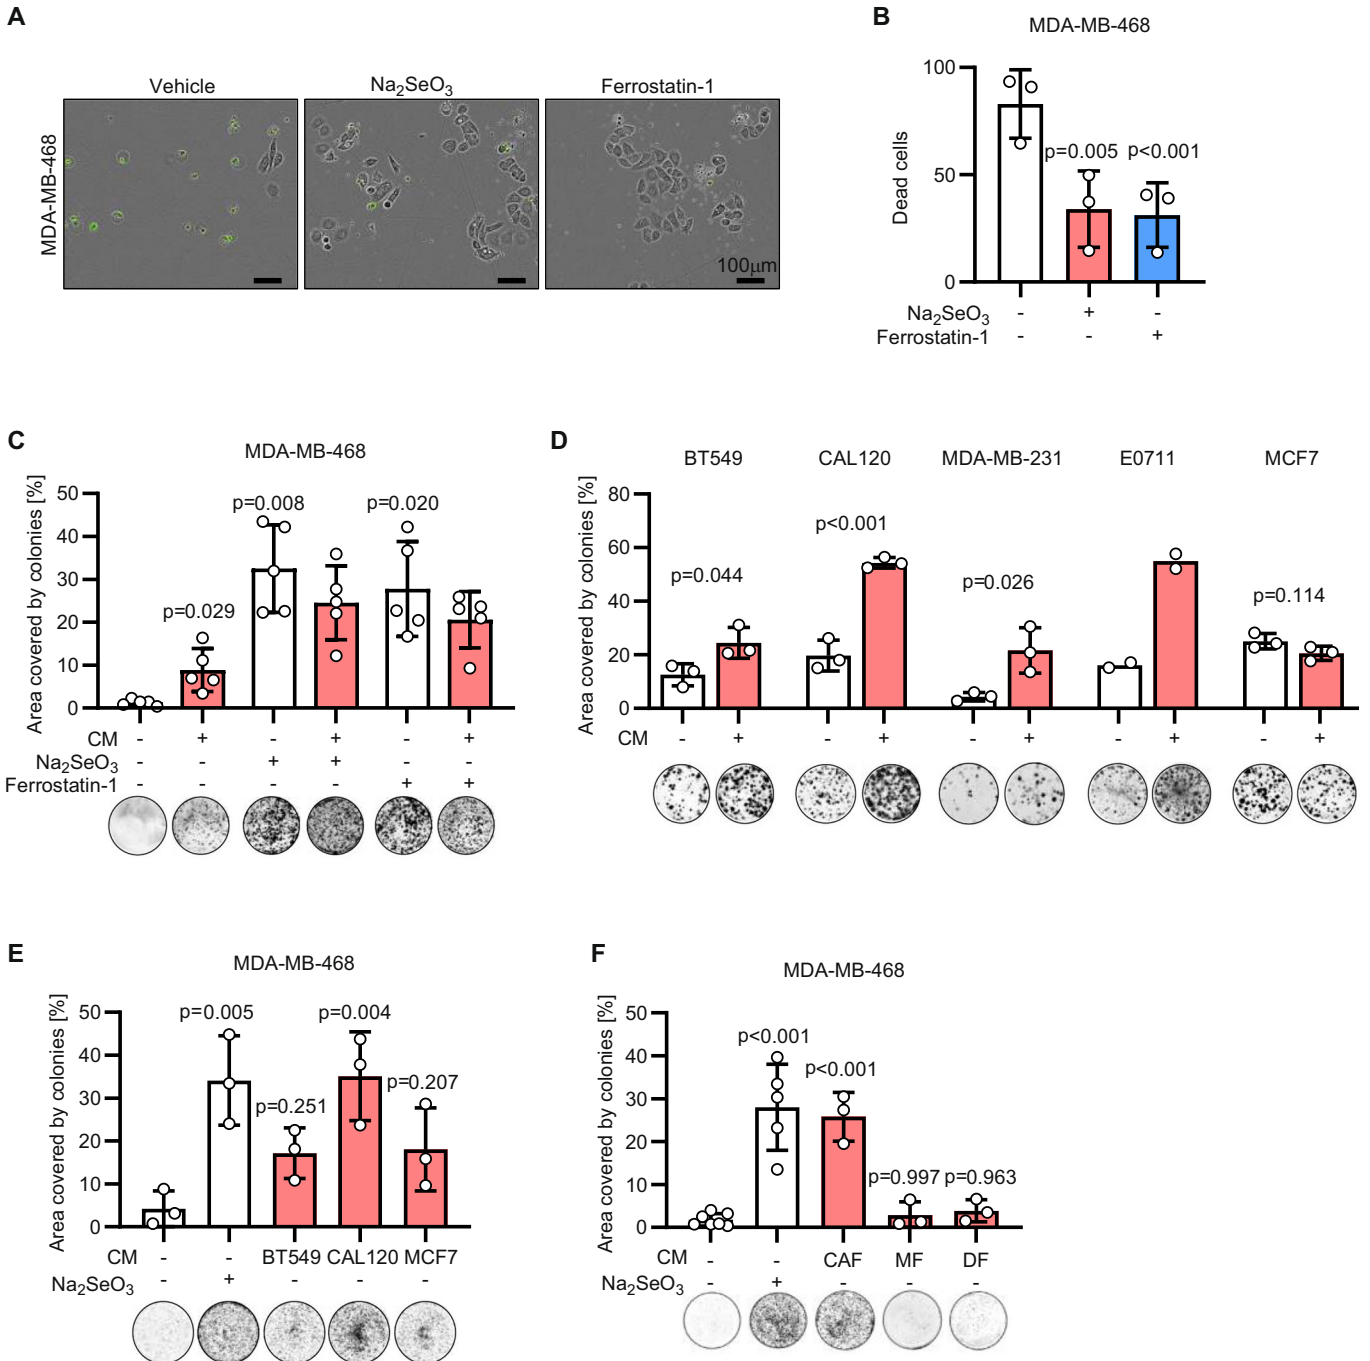 A
Vehicle
Na2SeO3
Ferrostatin-1
MDA-MB-468
100µm
B
MDA-MB-468
Dead cells
100
50
0
p=0.005
p<0.001
Na2SeO3 - + -
Ferrostatin-1 - - +
C
MDA-MB-468
Area covered by colonies [%]
50
40
30
20
10
0
p=0.029
p=0.008
p=0.020
CM - + - + - +
Na2SeO3 - - + + - -
Ferrostatin-1 - - - - + +
D
BT549 CAL120 MDA-MB-231 E0711 MCF7
Area covered by colonies [%]
80
60
40
20
0
p=0.044
p<0.001
p=0.026
p=0.114
CM - + - + - + - + - +
E
MDA-MB-468
Area covered by colonies [%]
50
40
30
20
10
0
p=0.005
p=0.251
p=0.004
p=0.207
CM - - BT549 CAL120 MCF7
Na2SeO3 - + - - -
F
MDA-MB-468
Area covered by colonies [%]
50
40
30
20
10
0
p<0.001
p<0.001
p=0.997
p=0.963
CM - - CAF MF DF
Na2SeO3 - + - - -